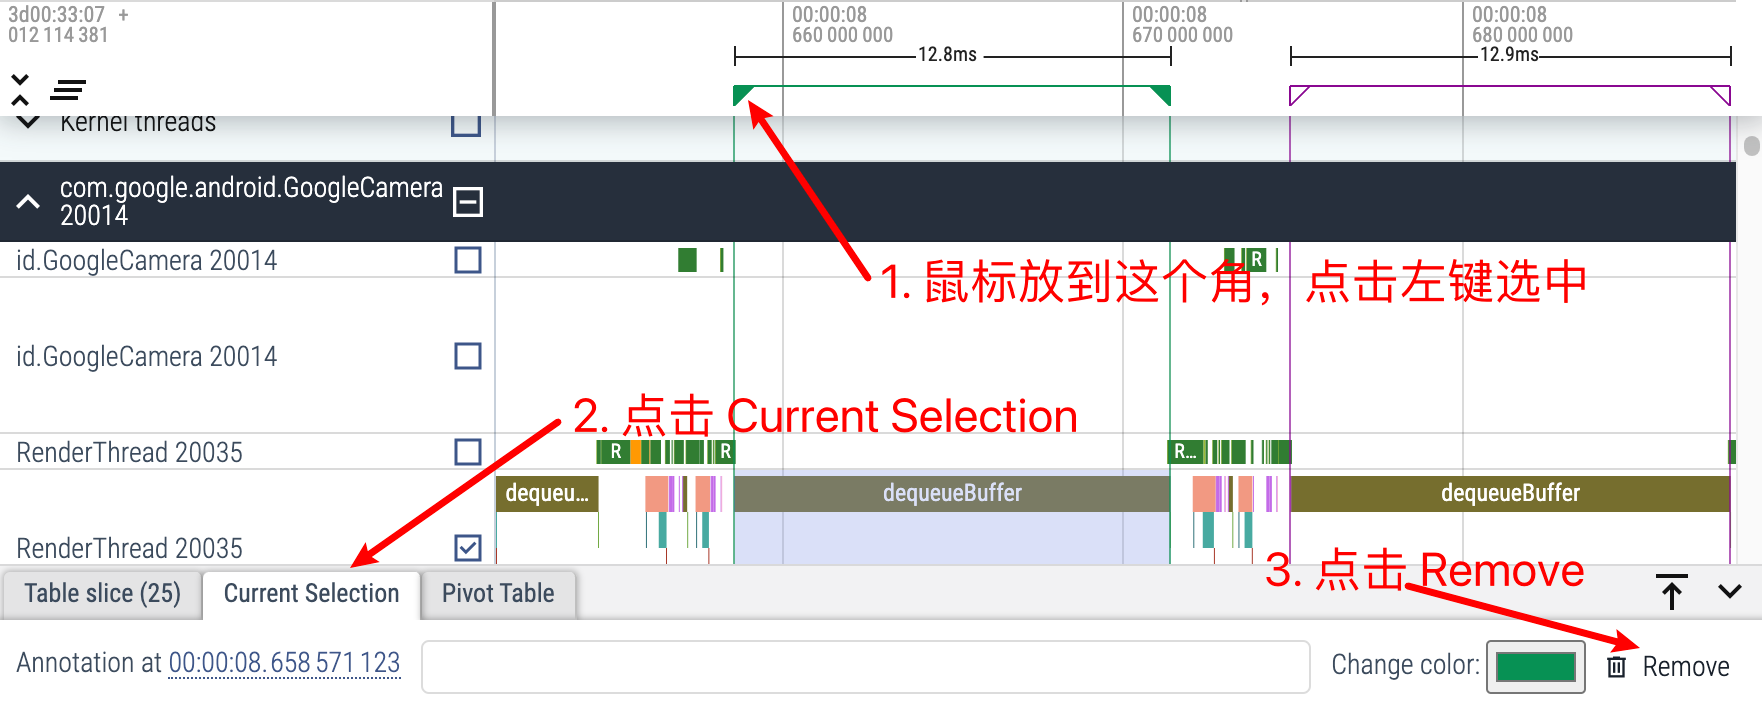 3d00:33:07 +
012 114 381
00:00:08
660 000 000
00:00:08
670 000 000
00:00:08
680 000 000
12.8ms
12.9ms
Kernel threads
com.google.android.GoogleCamera
20014
id.GoogleCamera 20014
R
1. 鼠标放到这个角，点击左键选中
id.GoogleCamera 20014
2. 点击 Current Selection
RenderThread 20035
R
R
R...
dequeu...
dequeueBuffer
dequeueBuffer
RenderThread 20035
3. 点击 Remove
Table slice (25)
Current Selection
Pivot Table
Annotation at 00:00:08.658 571 123
Change color:
Remove